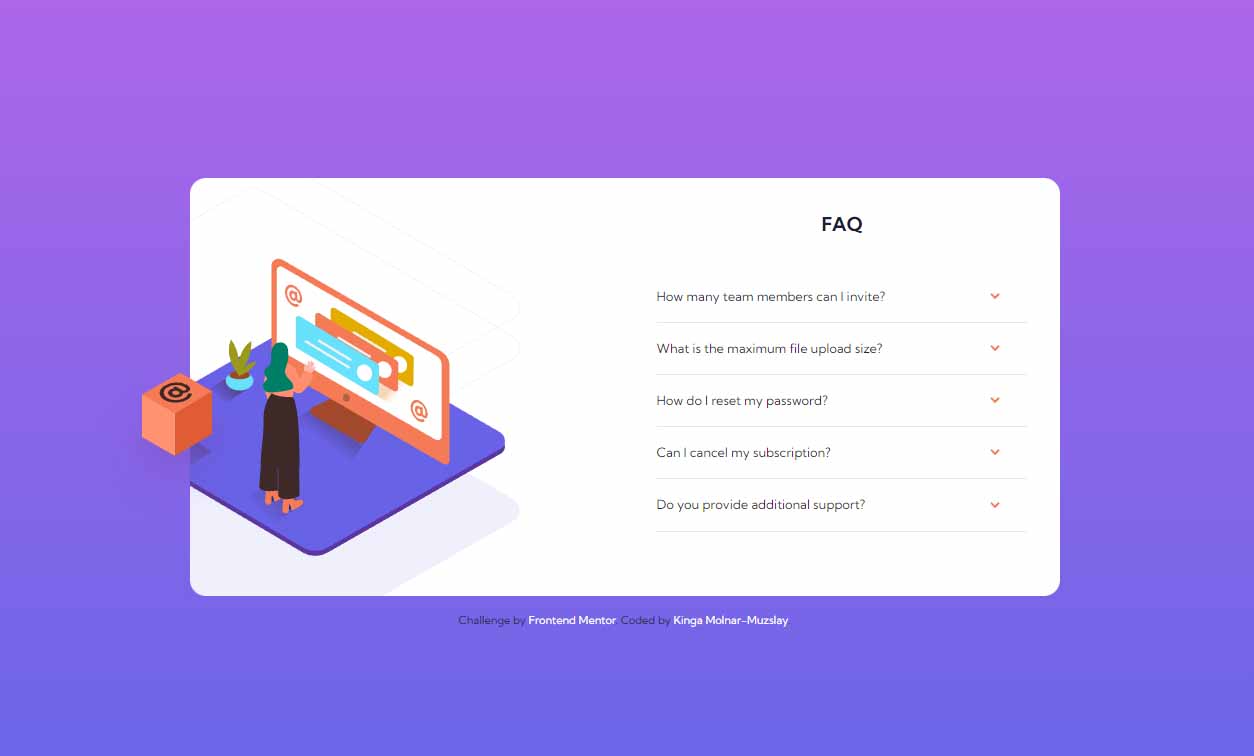 FAQ
How many team members can I invite?
What is the maximum file upload size?
How do I reset my password?
Can I cancel my subscription?
Do you provide additional support?
@
@
@
Challenge by Frontend Mentor. Coded by Kinga Molnar-Muzslay